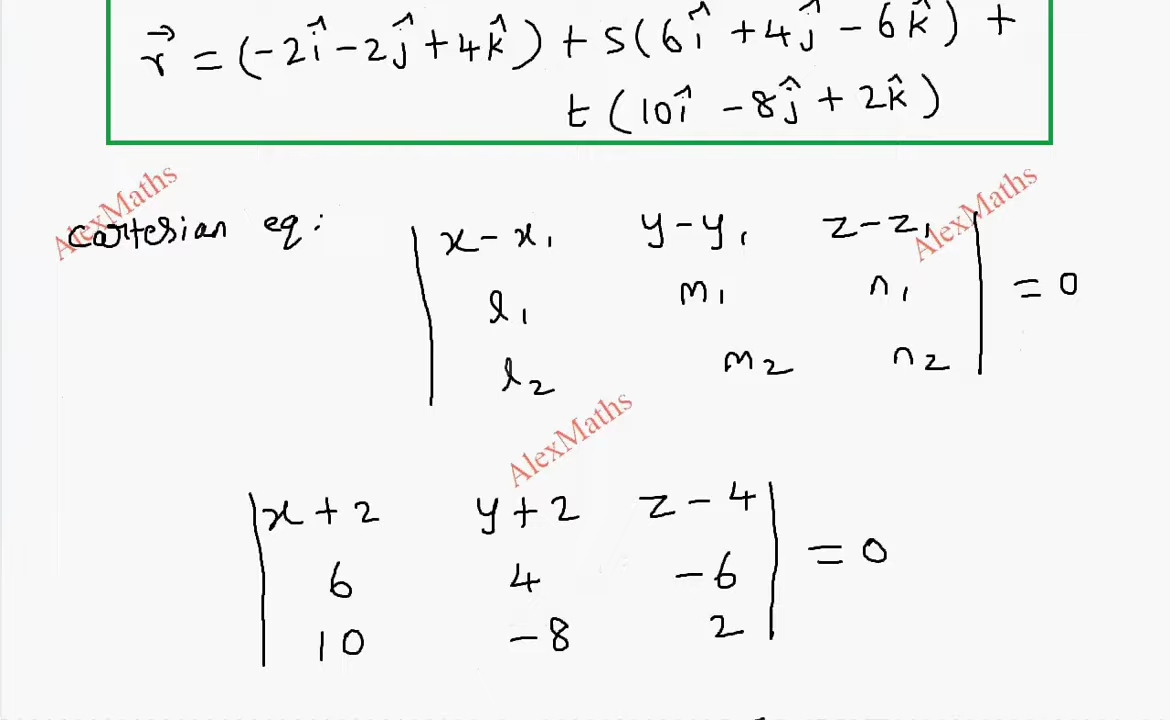 r⃗ = (-2î - 2ĵ + 4k̂) + s(6î + 4ĵ - 6k̂) +
t(10î - 8ĵ + 2k̂)
AlexMaths
AlexMaths
Cartesian eq:
| x - x₁ y - y₁ z - z₁ |
| l₁ m₁ n₁ | = 0
| l₂ m₂ n₂ |
AlexMaths
| x + 2 y + 2 z - 4 |
| 6 4 -6 | = 0
| 10 -8 2 |